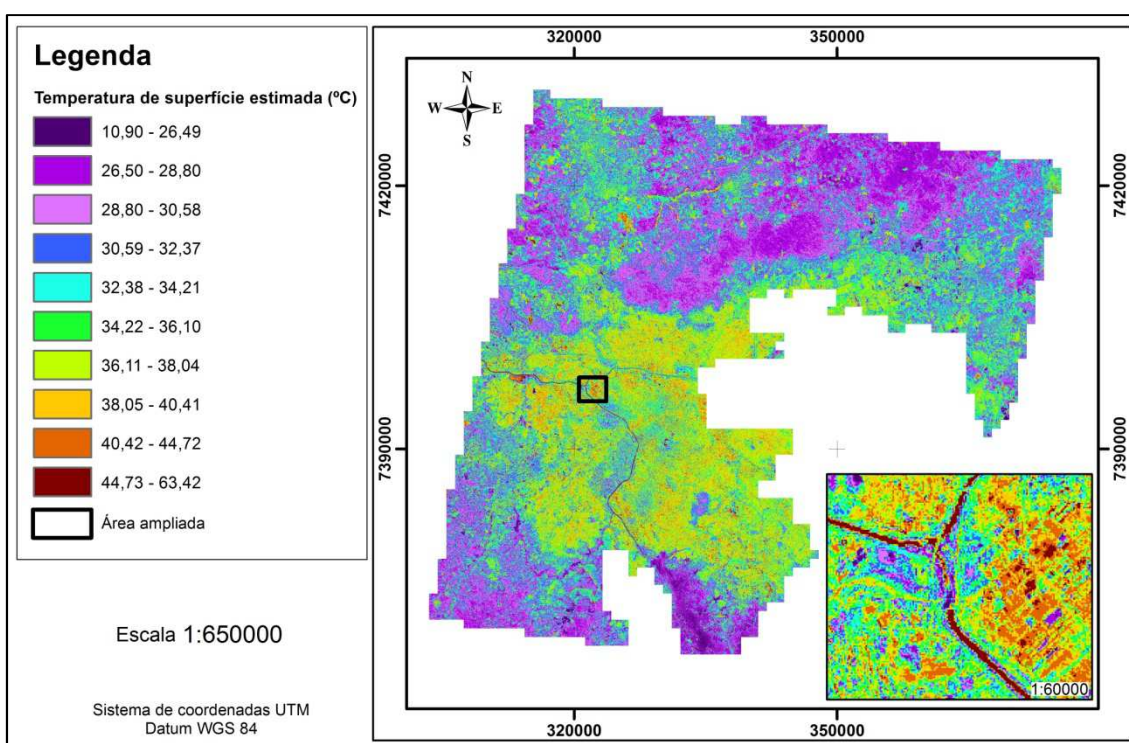 Legenda
Temperatura de superfície estimada (ºC)
10,90 - 26,49
26,50 - 28,80
28,80 - 30,58
30,59 - 32,37
32,38 - 34,21
34,22 - 36,10
36,11 - 38,04
38,05 - 40,41
40,42 - 44,72
44,73 - 63,42
Área ampliada
Escala 1:650000
Sistema de coordenadas UTM
Datum WGS 84
320000 350000
N
W E
S
7420000 7420000
7390000 7390000
1:60000
320000 350000